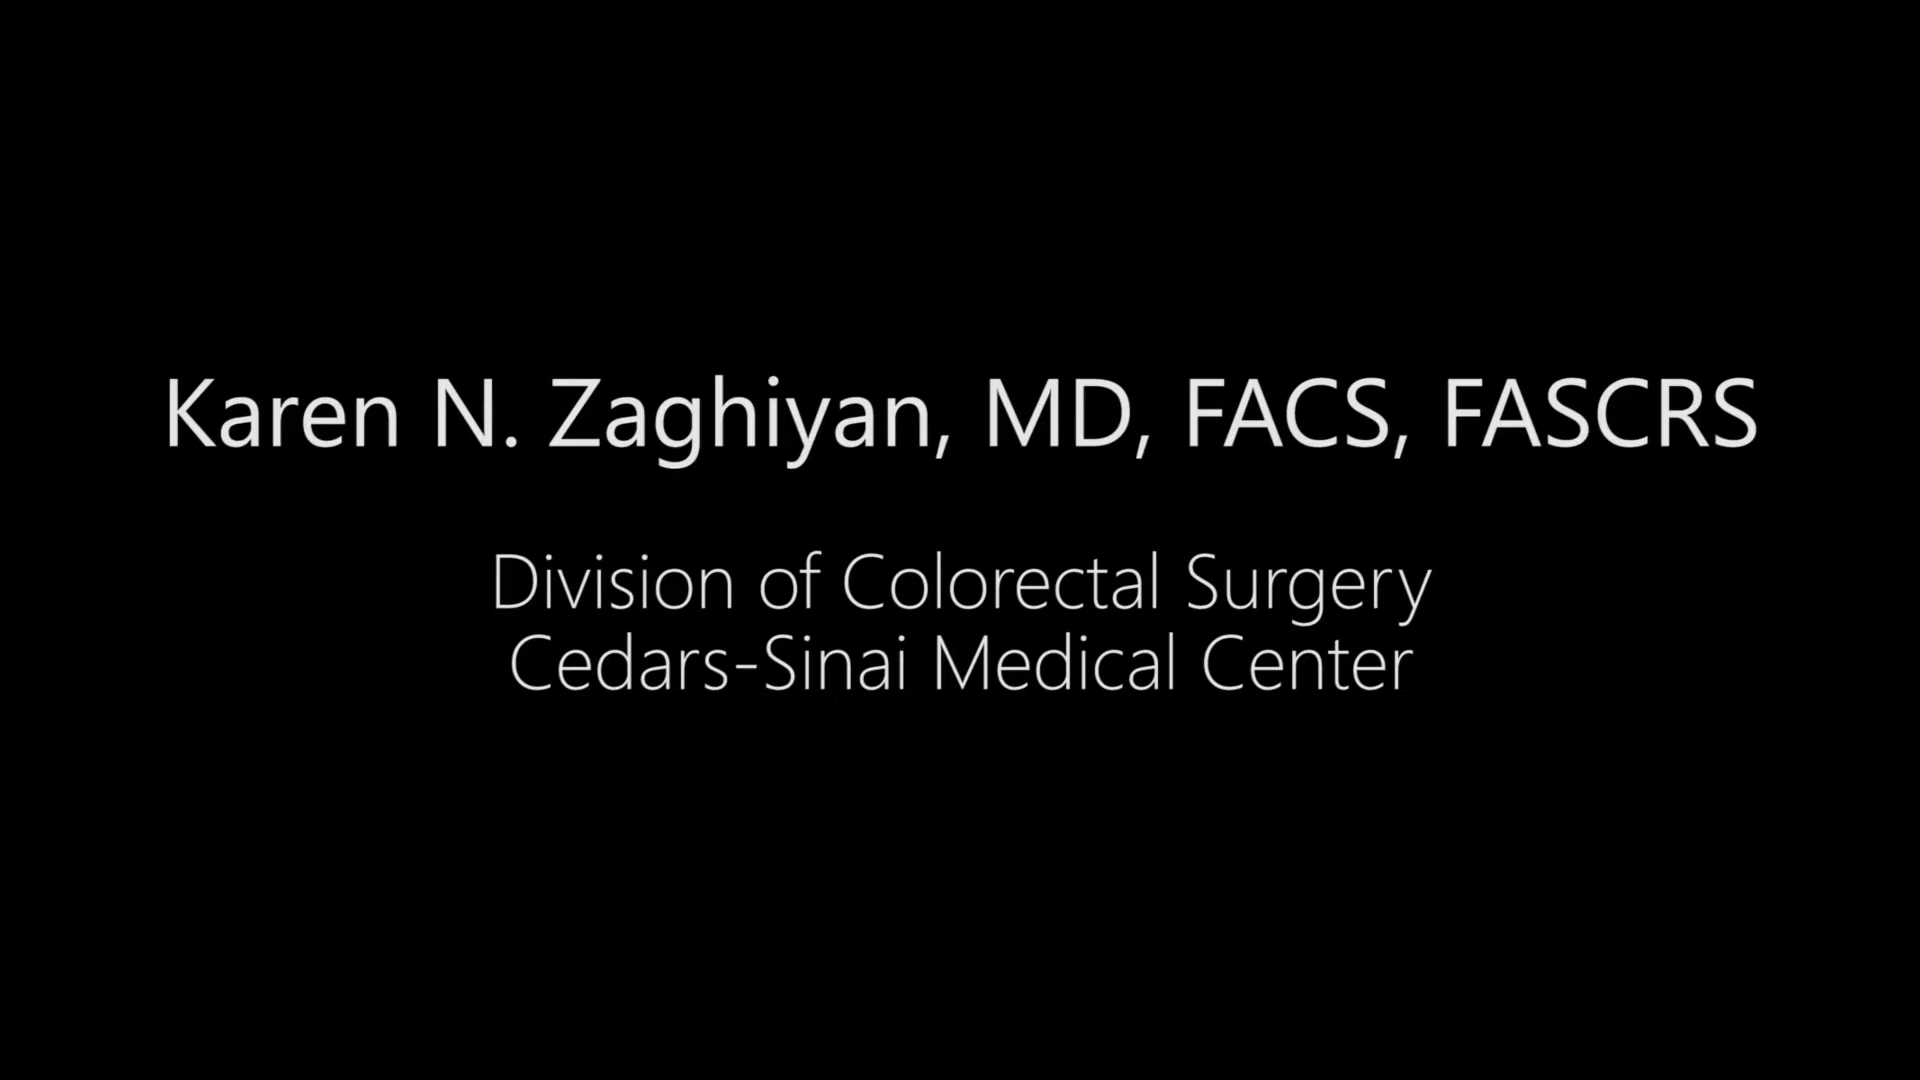 Karen N. Zaghiyan, MD, FACS, FASCRS
Division of Colorectal Surgery
Cedars-Sinai Medical Center